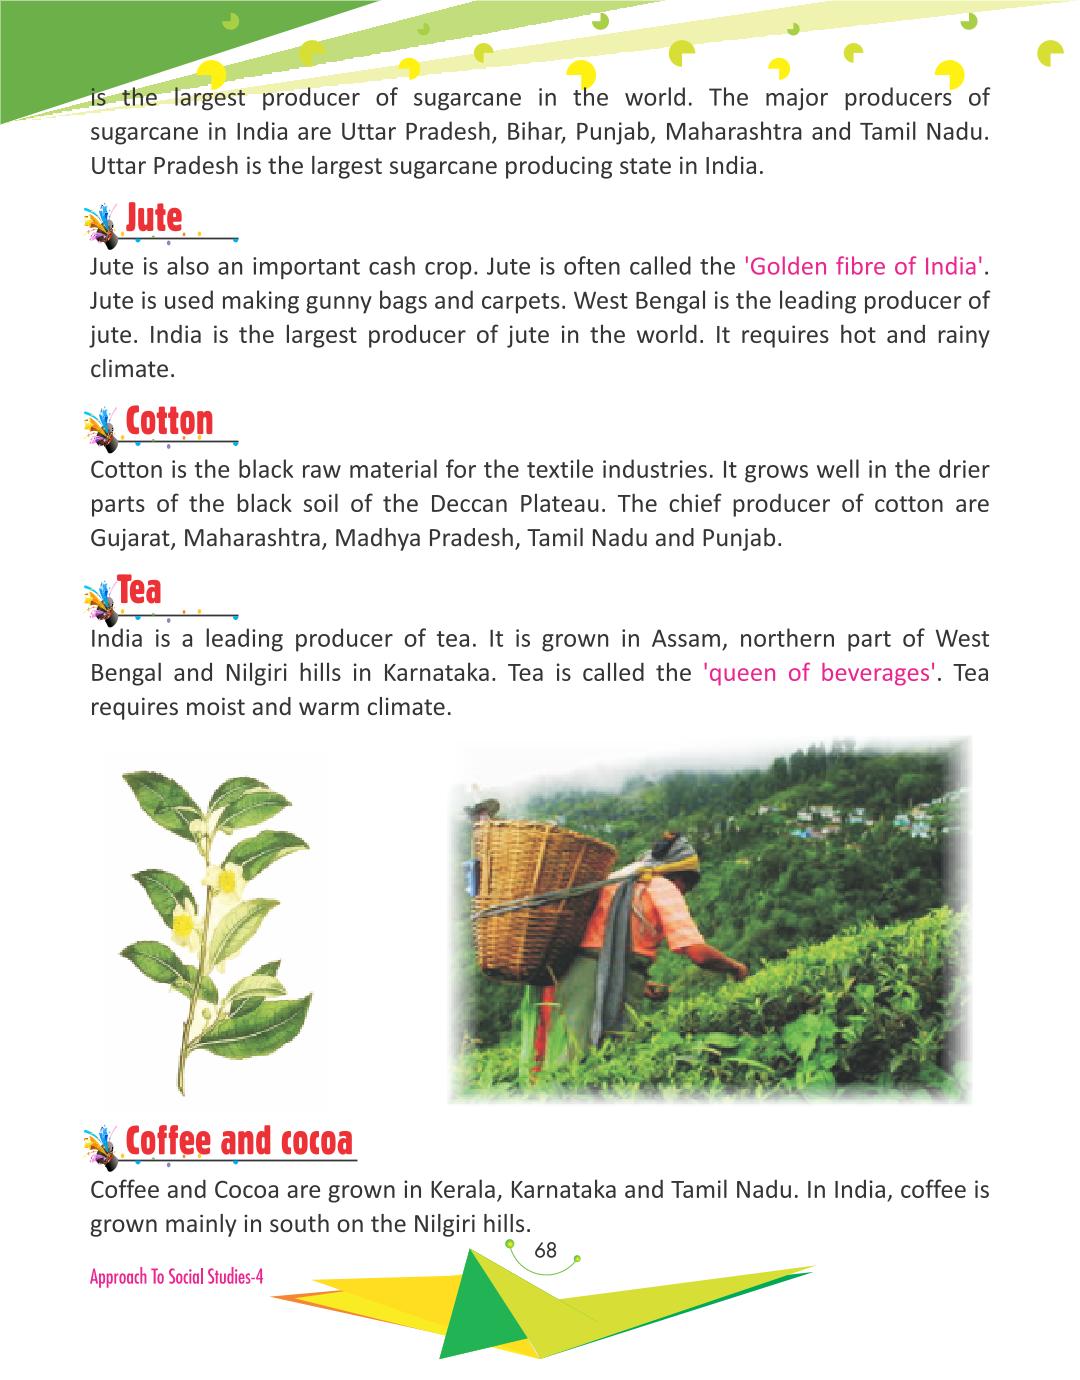 is the largest producer of sugarcane in the world. The major producers of
sugarcane in India are Uttar Pradesh, Bihar, Punjab, Maharashtra and Tamil Nadu.
Uttar Pradesh is the largest sugarcane producing state in India.
Jute
Jute is also an important cash crop. Jute is often called the 'Golden fibre of India'.
Jute is used making gunny bags and carpets. West Bengal is the leading producer of
jute. India is the largest producer of jute in the world. It requires hot and rainy
climate.
Cotton
Cotton is the black raw material for the textile industries. It grows well in the drier
parts of the black soil of the Deccan Plateau. The chief producer of cotton are
Gujarat, Maharashtra, Madhya Pradesh, Tamil Nadu and Punjab.
Tea
India is a leading producer of tea. It is grown in Assam, northern part of West
Bengal and Nilgiri hills in Karnataka. Tea is called the 'queen of beverages'. Tea
requires moist and warm climate.
Coffee and cocoa
Coffee and Cocoa are grown in Kerala, Karnataka and Tamil Nadu. In India, coffee is
grown mainly in south on the Nilgiri hills.
68
Approach To Social Studies-4